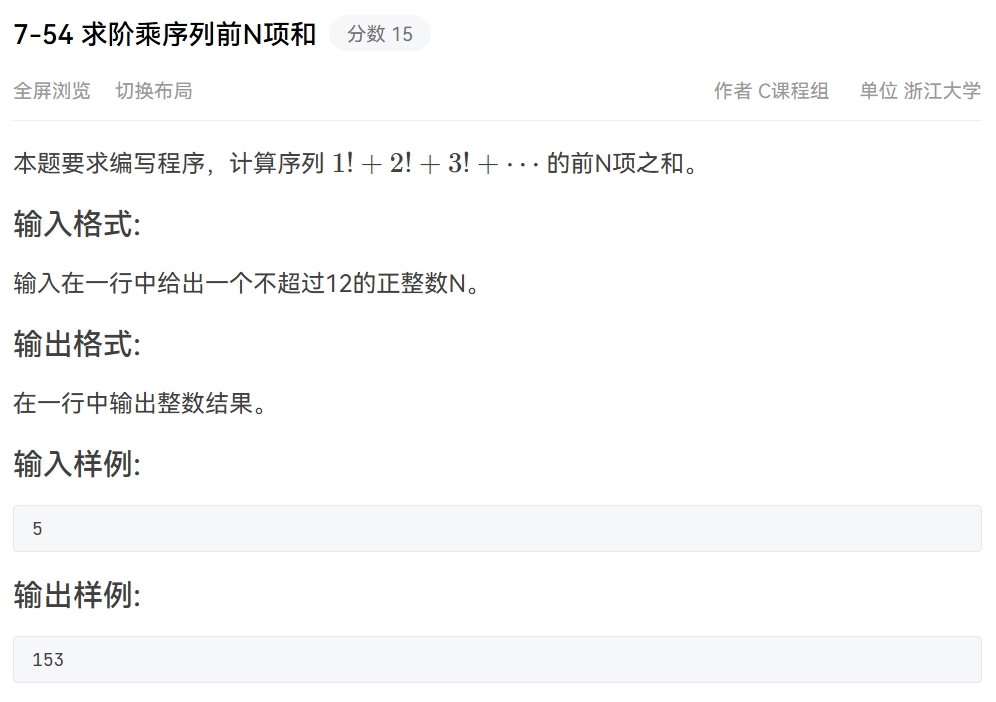 7-54 求阶乘序列前N项和 分数 15
全屏浏览 切换布局 作者 C课程组 单位 浙江大学
本题要求编写程序，计算序列 1! + 2! + 3! + ⋯ 的前N项之和。
输入格式:
输入在一行中给出一个不超过12的正整数N。
输出格式:
在一行中输出整数结果。
输入样例:
5
输出样例:
153